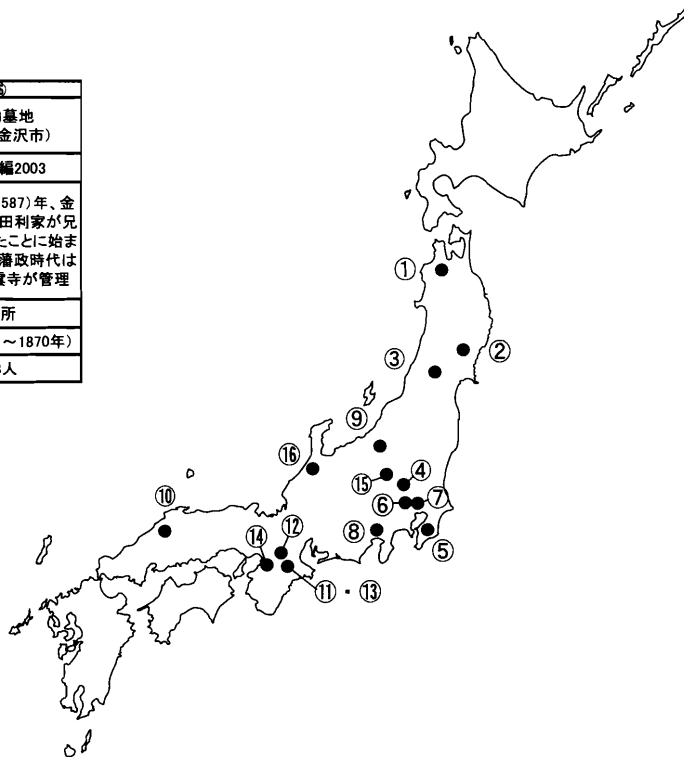 墓地
金沢市)
編2003
587)年、金
田利家が兄
たことに始ま
藩政時代は
雲寺が管理
所
~1870年)
人
①
②
③
⑨
⑯
④
⑮
⑩
⑥
⑦
⑧
⑤
⑭
⑫
⑪・⑬